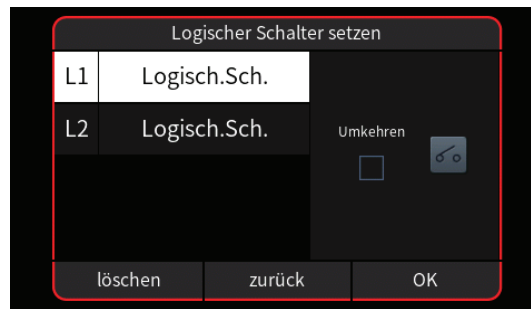 Logischer Schalter setzen
L1 Logisch.Sch.
L2 Logisch.Sch.
Umkehren
löschen zurück OK